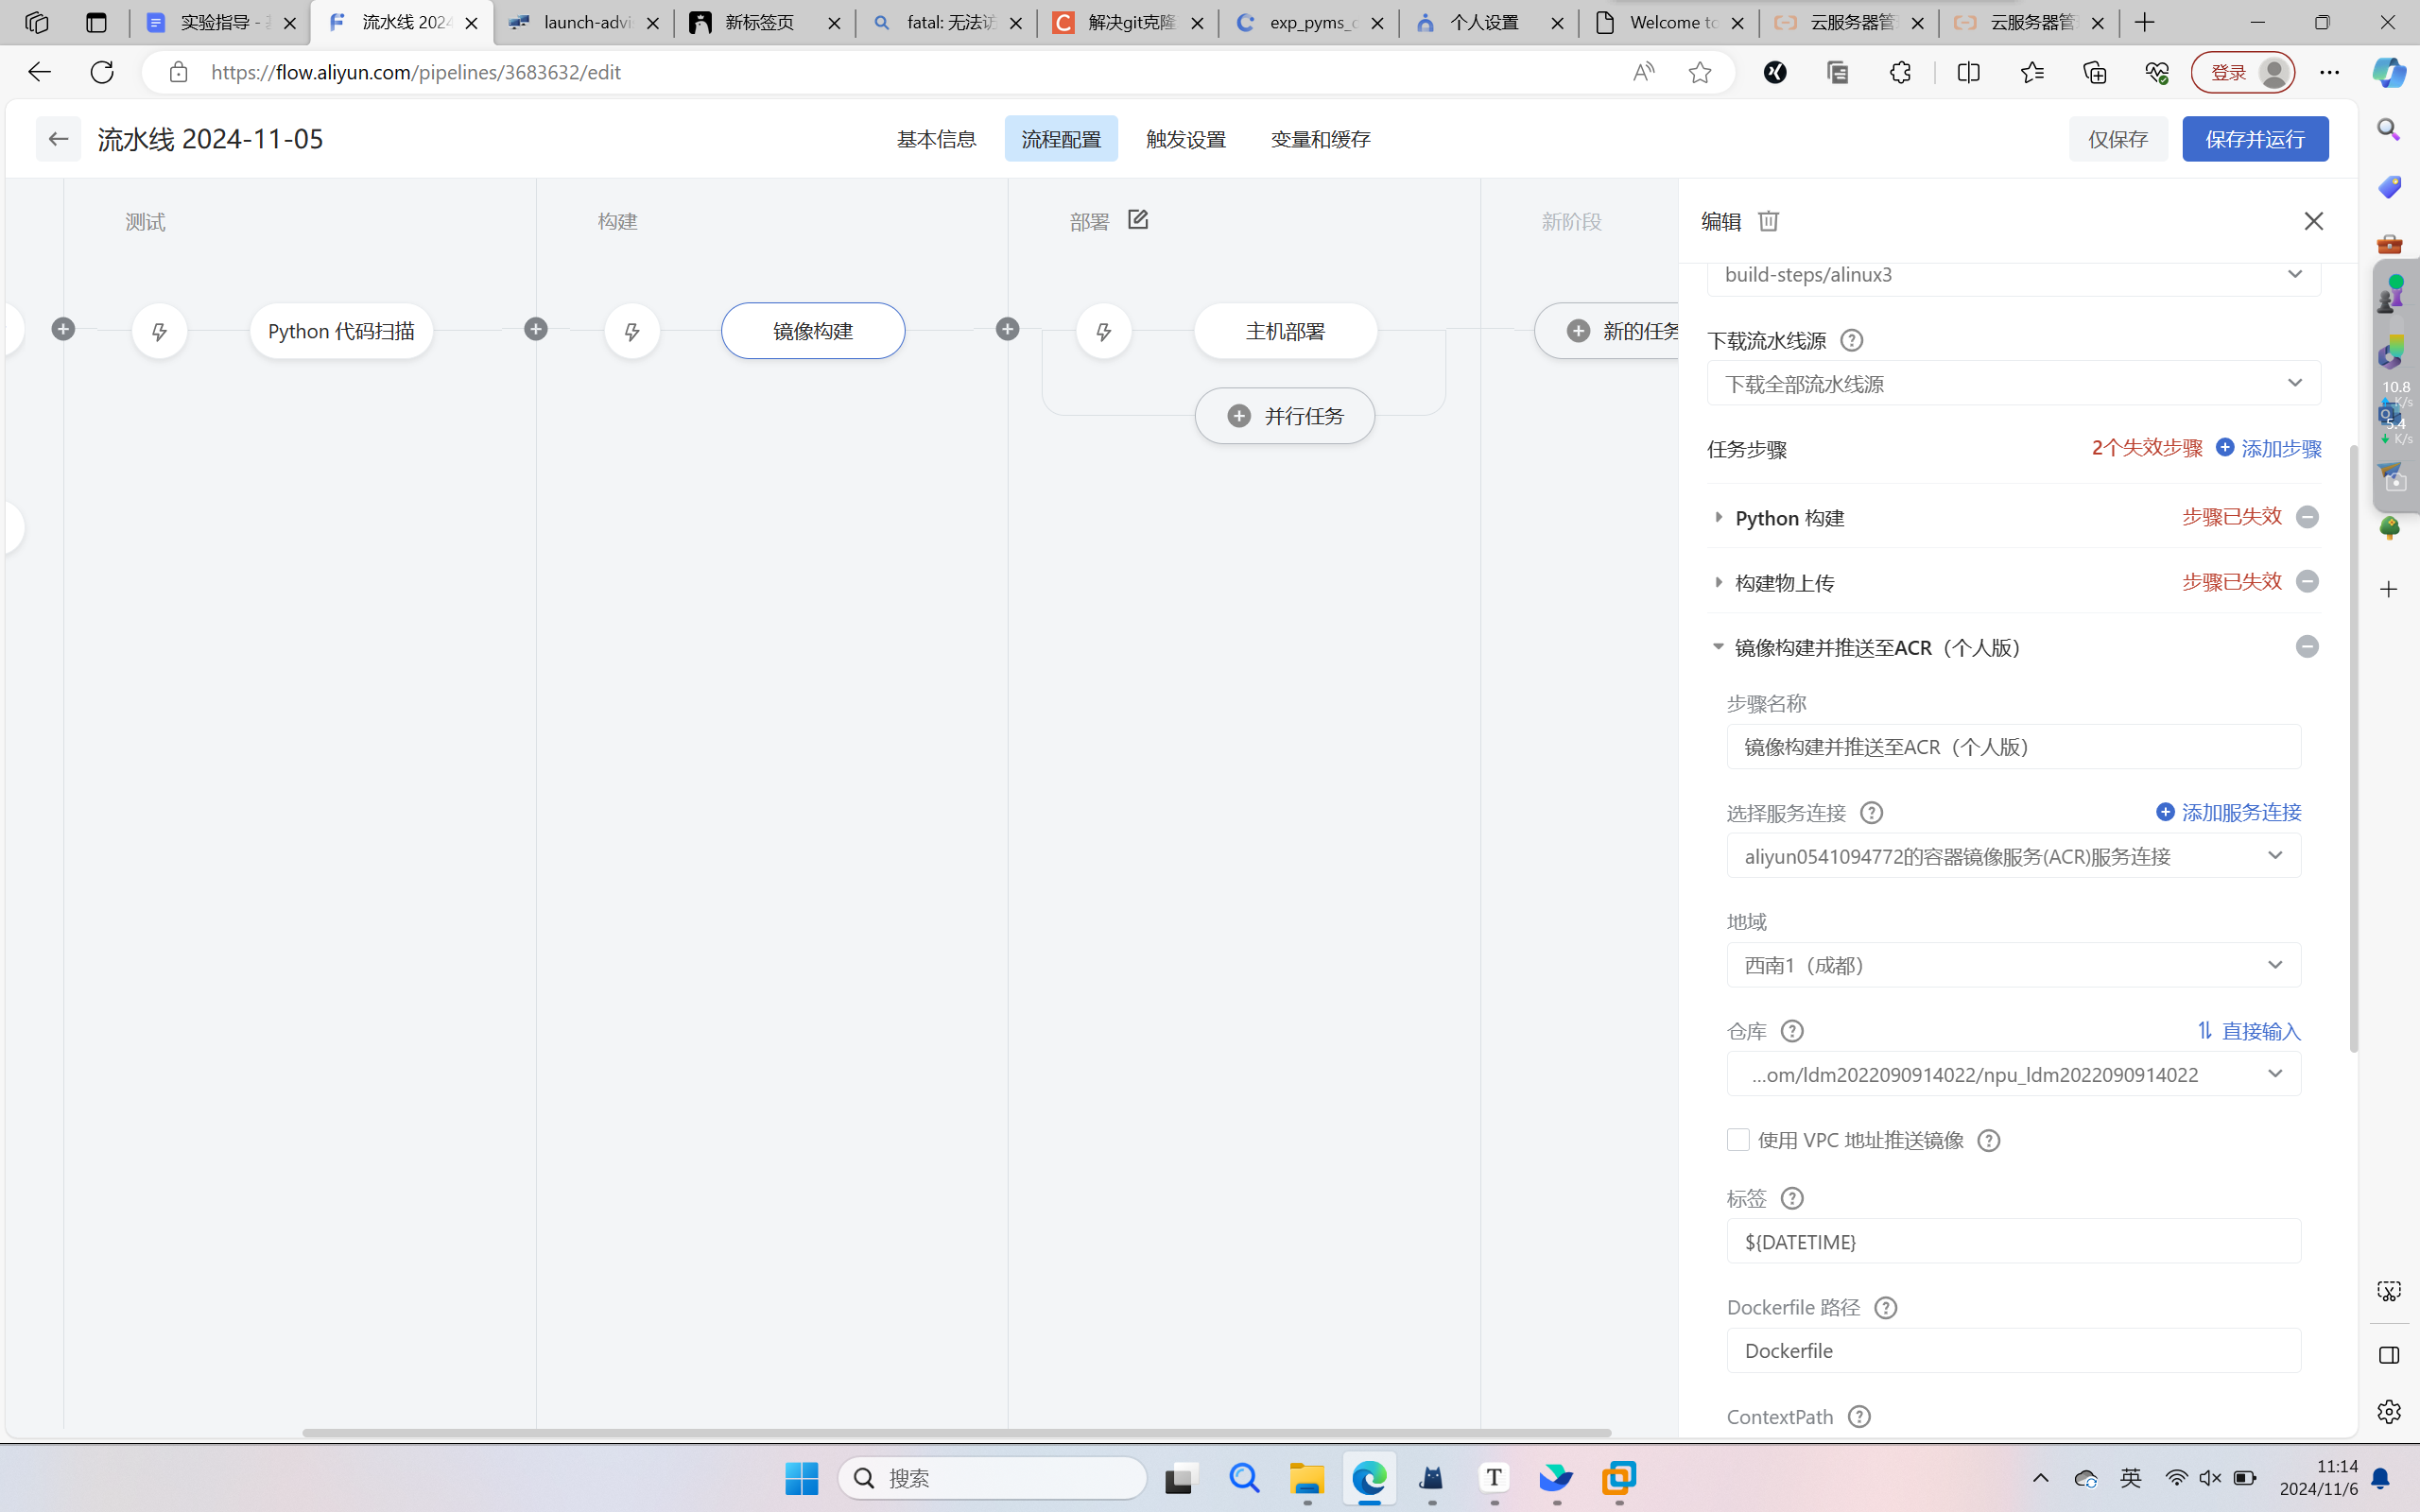 实验指导 -
流水线 2024
launch-advi
新标签页
fatal: 无法访
解决git克隆
exp_pyms_c
个人设置
Welcome to
云服务器管理
云服务器管理
https://flow.aliyun.com/pipelines/3683632/edit
登录
流水线 2024-11-05
基本信息
流程配置
触发设置
变量和缓存
仅保存
保存并运行
测试
构建
部署
新阶段
编辑
build-steps/alinux3
Python 代码扫描
镜像构建
主机部署
新的任务
并行任务
下载流水线源
下载全部流水线源
10.8
K/s
5.4
K/s
任务步骤
2个失效步骤
添加步骤
Python 构建
步骤已失效
构建物上传
步骤已失效
镜像构建并推送至ACR（个人版）
步骤名称
镜像构建并推送至ACR（个人版）
选择服务连接
添加服务连接
aliyun0541094772的容器镜像服务(ACR)服务连接
地域
西南1（成都）
仓库
直接输入
...om/ldm2022090914022/npu_ldm2022090914022
使用 VPC 地址推送镜像
标签
${DATETIME}
Dockerfile 路径
Dockerfile
ContextPath
搜索
英
11:14
2024/11/6